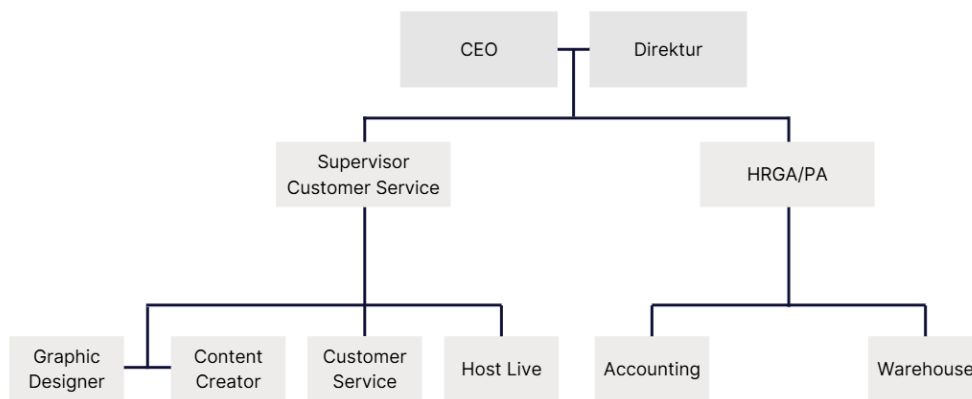 CEO
Direktur
Supervisor
Customer Service
HRGA/PA
Graphic
Designer
Content
Creator
Customer
Service
Host Live
Accounting
Warehouse